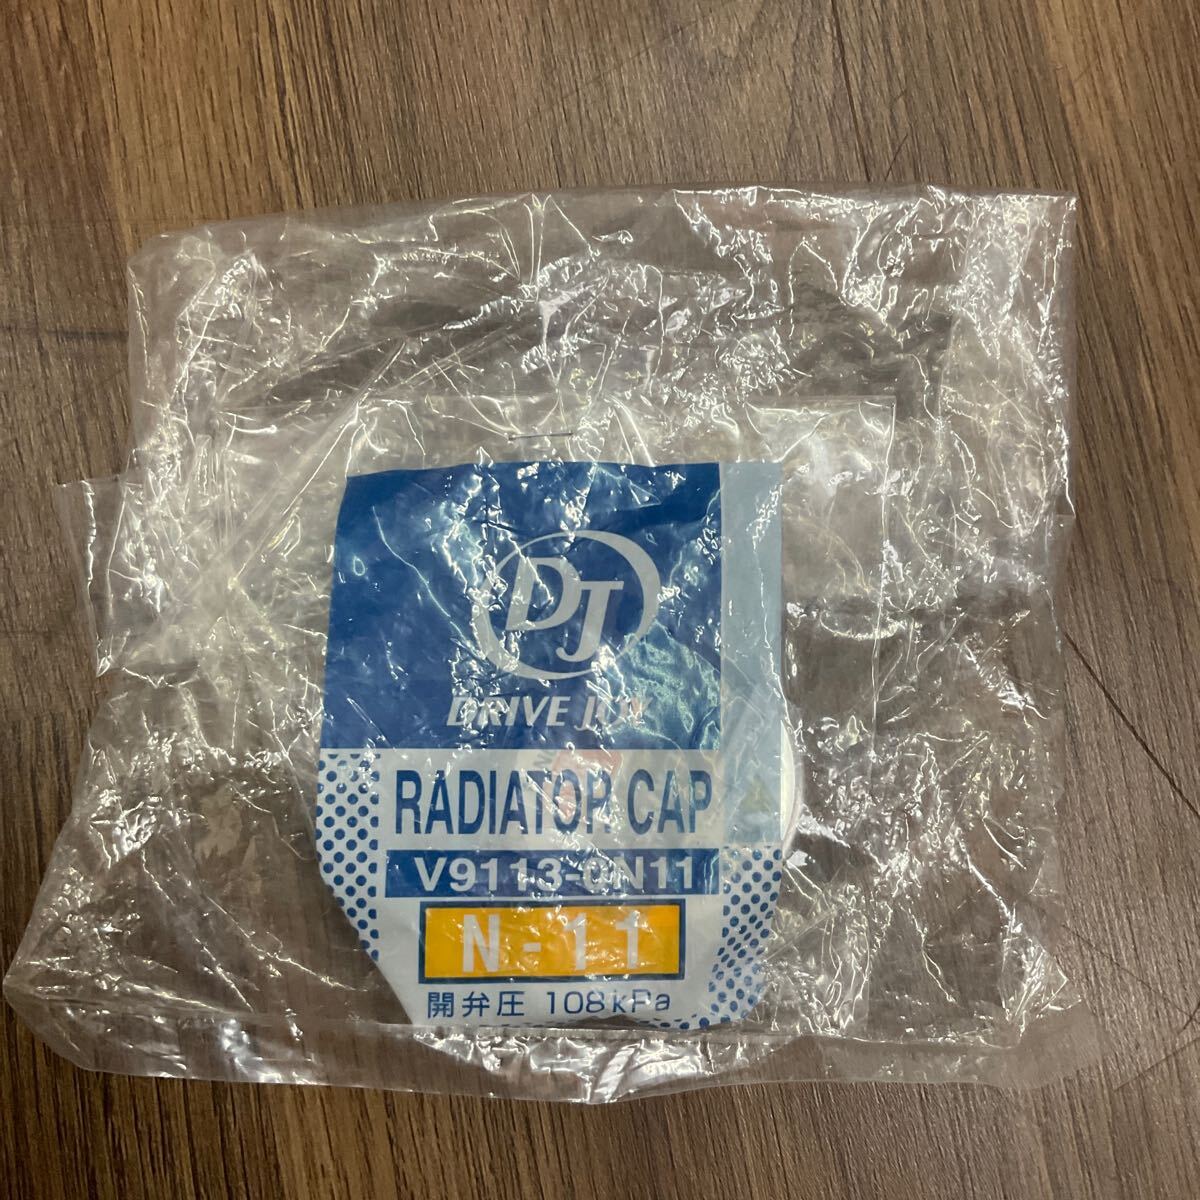 DJ
DRIVE JOY
RADIATOR CAP
V9113-0N11
N-11
開弁圧 108kPa